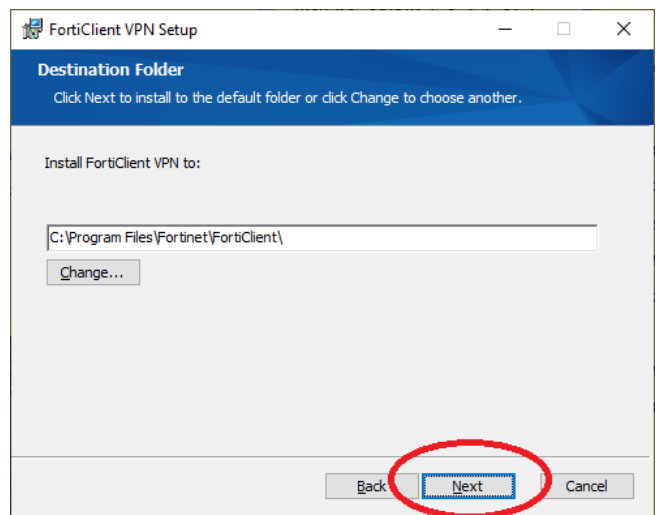 FortiClient VPN Setup
Destination Folder
Click Next to install to the default folder or click Change to choose another.
Install FortiClient VPN to:
C:\Program Files\Fortinet\FortiClient\
Change...
Back Next Cancel